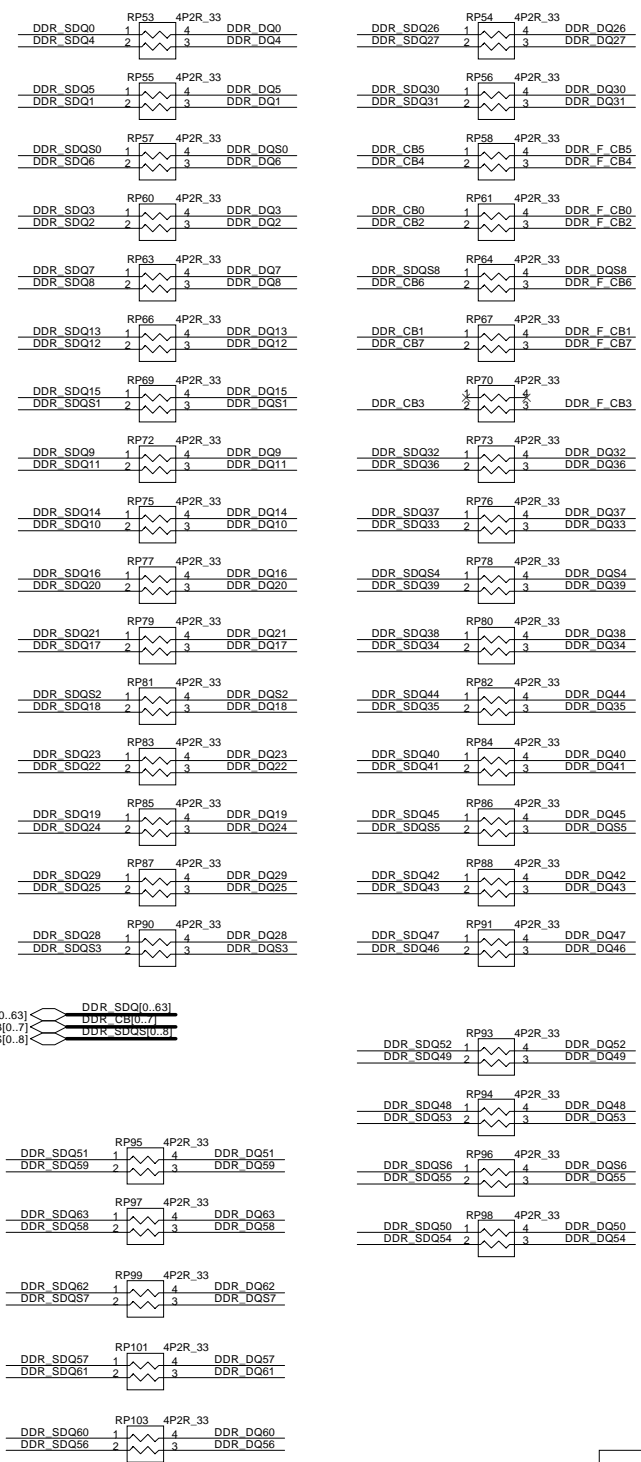 RP53 4P2R_33
DDR_SDQ0 1 4 DDR_DQ0
DDR_SDQ4 2 3 DDR_DQ4
RP55 4P2R_33
DDR_SDQ5 1 4 DDR_DQ5
DDR_SDQ1 2 3 DDR_DQ1
RP57 4P2R_33
DDR_SDQS0 1 4 DDR_DQS0
DDR_SDQ6 2 3 DDR_DQ6
RP60 4P2R_33
DDR_SDQ3 1 4 DDR_DQ3
DDR_SDQ2 2 3 DDR_DQ2
RP63 4P2R_33
DDR_SDQ7 1 4 DDR_DQ7
DDR_SDQ8 2 3 DDR_DQ8
RP66 4P2R_33
DDR_SDQ13 1 4 DDR_DQ13
DDR_SDQ12 2 3 DDR_DQ12
RP69 4P2R_33
DDR_SDQ15 1 4 DDR_DQ15
DDR_SDQS1 2 3 DDR_DQS1
RP72 4P2R_33
DDR_SDQ9 1 4 DDR_DQ9
DDR_SDQ11 2 3 DDR_DQ11
RP75 4P2R_33
DDR_SDQ14 1 4 DDR_DQ14
DDR_SDQ10 2 3 DDR_DQ10
RP77 4P2R_33
DDR_SDQ16 1 4 DDR_DQ16
DDR_SDQ20 2 3 DDR_DQ20
RP79 4P2R_33
DDR_SDQ21 1 4 DDR_DQ21
DDR_SDQ17 2 3 DDR_DQ17
RP81 4P2R_33
DDR_SDQS2 1 4 DDR_DQS2
DDR_SDQ18 2 3 DDR_DQ18
RP83 4P2R_33
DDR_SDQ23 1 4 DDR_DQ23
DDR_SDQ22 2 3 DDR_DQ22
RP85 4P2R_33
DDR_SDQ19 1 4 DDR_DQ19
DDR_SDQ24 2 3 DDR_DQ24
RP87 4P2R_33
DDR_SDQ29 1 4 DDR_DQ29
DDR_SDQ25 2 3 DDR_DQ25
RP90 4P2R_33
DDR_SDQ28 1 4 DDR_DQ28
DDR_SDQS3 2 3 DDR_DQS3
0..63] DDR_SDQ[0..63]
[0..7] DDR_CB[0..7]
[0..8] DDR_SDQS[0..8]
RP95 4P2R_33
DDR_SDQ51 1 4 DDR_DQ51
DDR_SDQ59 2 3 DDR_DQ59
RP97 4P2R_33
DDR_SDQ63 1 4 DDR_DQ63
DDR_SDQ58 2 3 DDR_DQ58
RP99 4P2R_33
DDR_SDQ62 1 4 DDR_DQ62
DDR_SDQS7 2 3 DDR_DQS7
RP101 4P2R_33
DDR_SDQ57 1 4 DDR_DQ57
DDR_SDQ61 2 3 DDR_DQ61
RP103 4P2R_33
DDR_SDQ60 1 4 DDR_DQ60
DDR_SDQ56 2 3 DDR_DQ56
RP54 4P2R_33
DDR_SDQ26 1 4 DDR_DQ26
DDR_SDQ27 2 3 DDR_DQ27
RP56 4P2R_33
DDR_SDQ30 1 4 DDR_DQ30
DDR_SDQ31 2 3 DDR_DQ31
RP58 4P2R_33
DDR_CB5 1 4 DDR_F_CB5
DDR_CB4 2 3 DDR_F_CB4
RP61 4P2R_33
DDR_CB0 1 4 DDR_F_CB0
DDR_CB2 2 3 DDR_F_CB2
RP64 4P2R_33
DDR_SDQS8 1 4 DDR_DQS8
DDR_CB6 2 3 DDR_F_CB6
RP67 4P2R_33
DDR_CB1 1 4 DDR_F_CB1
DDR_CB7 2 3 DDR_F_CB7
RP70 4P2R_33
1 4
DDR_CB3 2 3 DDR_F_CB3
RP73 4P2R_33
DDR_SDQ32 1 4 DDR_DQ32
DDR_SDQ36 2 3 DDR_DQ36
RP76 4P2R_33
DDR_SDQ37 1 4 DDR_DQ37
DDR_SDQ33 2 3 DDR_DQ33
RP78 4P2R_33
DDR_SDQS4 1 4 DDR_DQS4
DDR_SDQ39 2 3 DDR_DQ39
RP80 4P2R_33
DDR_SDQ38 1 4 DDR_DQ38
DDR_SDQ34 2 3 DDR_DQ34
RP82 4P2R_33
DDR_SDQ44 1 4 DDR_DQ44
DDR_SDQ35 2 3 DDR_DQ35
RP84 4P2R_33
DDR_SDQ40 1 4 DDR_DQ40
DDR_SDQ41 2 3 DDR_DQ41
RP86 4P2R_33
DDR_SDQ45 1 4 DDR_DQ45
DDR_SDQS5 2 3 DDR_DQS5
RP88 4P2R_33
DDR_SDQ42 1 4 DDR_DQ42
DDR_SDQ43 2 3 DDR_DQ43
RP91 4P2R_33
DDR_SDQ47 1 4 DDR_DQ47
DDR_SDQ46 2 3 DDR_DQ46
RP93 4P2R_33
DDR_SDQ52 1 4 DDR_DQ52
DDR_SDQ49 2 3 DDR_DQ49
RP94 4P2R_33
DDR_SDQ48 1 4 DDR_DQ48
DDR_SDQ53 2 3 DDR_DQ53
RP96 4P2R_33
DDR_SDQS6 1 4 DDR_DQS6
DDR_SDQ55 2 3 DDR_DQ55
RP98 4P2R_33
DDR_SDQ50 1 4 DDR_DQ50
DDR_SDQ54 2 3 DDR_DQ54